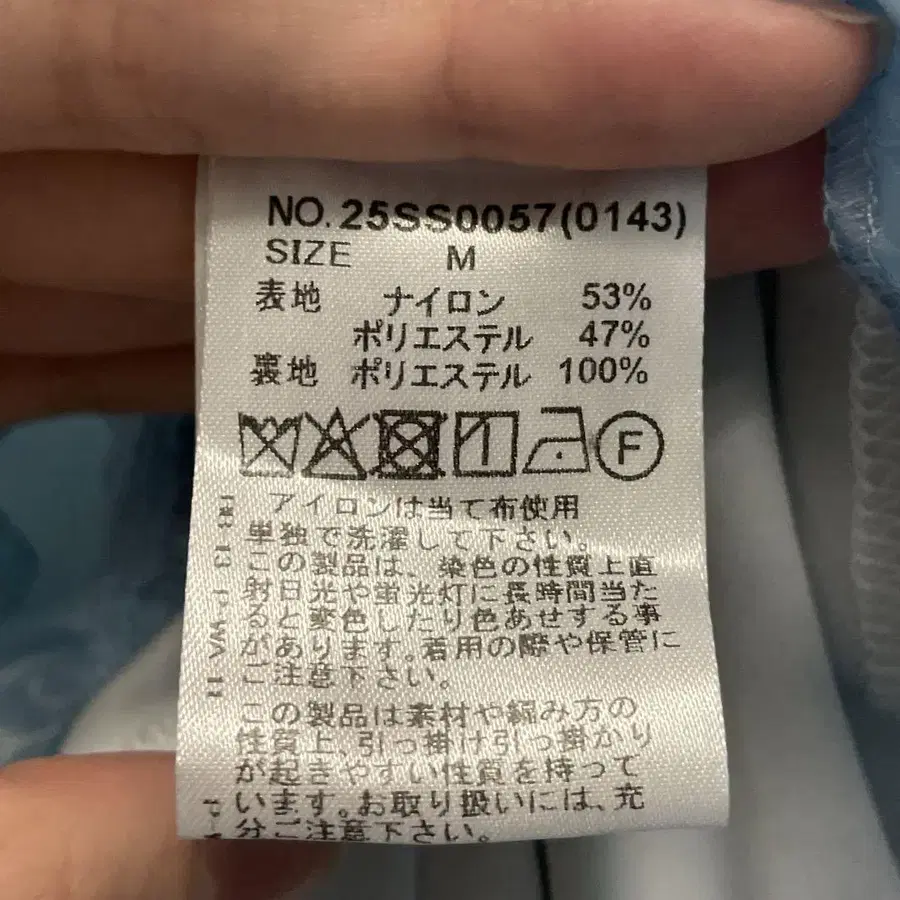 NO. 25SS0057(0143)
SIZE M
表地 ナイロン 53%
ポリエステル 47%
裏地 ポリエステル 100%
F
アイロンは当て布使用
単独で洗濯して下さい。
この製品は、染色の性質上直
射日光や蛍光灯に長時間当た
ると変色したり色あせする事
があります。着用の際や保管に
ご注意下さい。
この製品は素材や編み方の
性質上、引っ掛け引っ掛かり
が起きやすい性質を持って
います。お取り扱いには、充
分ご注意下さい。